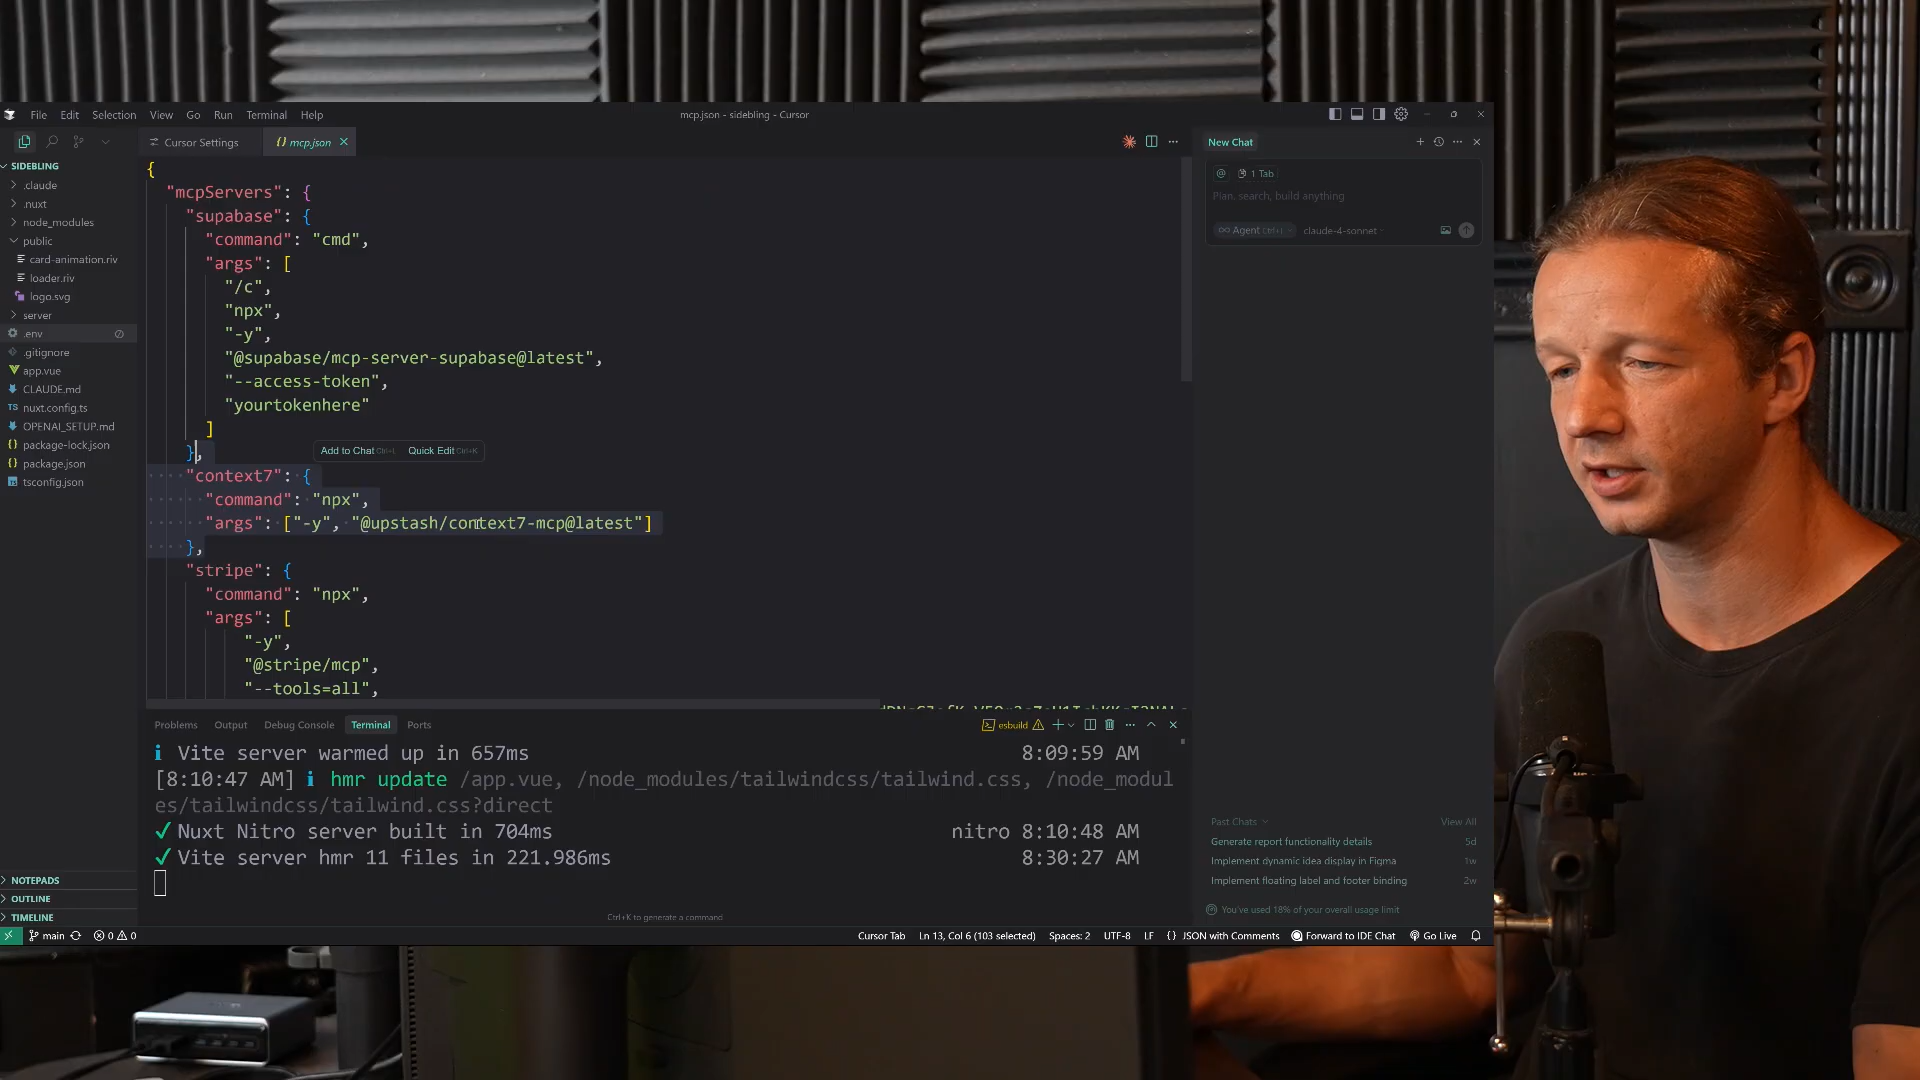 File Edit Selection View Go Run Terminal Help
mcp.json - sidebling - Cursor
SIDEBLING
.claude
.nuxt
node_modules
public
card-animation.riv
loader.riv
logo.svg
server
.env
.gitignore
app.vue
CLAUDE.md
nuxt.config.ts
OPENAI_SETUP.md
package-lock.json
package.json
tsconfig.json
NOTEPADS
OUTLINE
TIMELINE
Cursor Settings
{} mcp.json
{
"mcpServers": {
"supabase": {
"command": "cmd",
"args": [
"/c",
"npx",
"-y",
"@supabase/mcp-server-supabase@latest",
"--access-token",
"yourtokenhere"
]
},
Add to Chat Ctrl+L Quick Edit Ctrl+K
"context7": {
"command": "npx",
"args": ["-y", "@upstash/context7-mcp@latest"]
},
"stripe": {
"command": "npx",
"args": [
"-y",
"@stripe/mcp",
"--tools=all",
Problems Output Debug Console Terminal Ports
esbuild
i Vite server warmed up in 657ms 8:09:59 AM
[8:10:47 AM] i hmr update /app.vue, /node_modules/tailwindcss/tailwind.css, /node_modul
es/tailwindcss/tailwind.css?direct
✓ Nuxt Nitro server built in 704ms nitro 8:10:48 AM
✓ Vite server hmr 11 files in 221.986ms 8:30:27 AM
Ctrl+K to generate a command
New Chat
@ 1 Tab
Plan, search, build anything
Agent Ctrl+I claude-4-sonnet
Past Chats View All
Generate report functionality details 5d
Implement dynamic idea display in Figma 1w
Implement floating label and footer binding 2w
You've used 18% of your overall usage limit
main 0 0
Cursor Tab Ln 13, Col 6 (103 selected) Spaces: 2 UTF-8 LF {} JSON with Comments Forward to IDE Chat Go Live